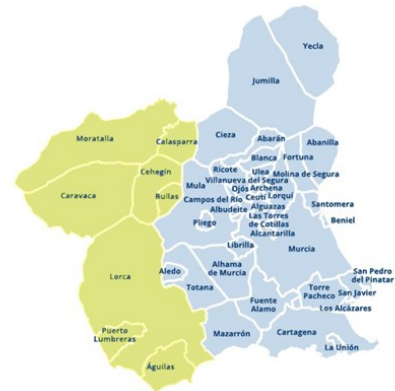 Yecla
Jumilla
Moratalla
Calasparra
Cieza
Abarán
Abanilla
Blanca
Fortuna
Cehegín
Ricote
Ulea
Molina de Segura
Villanueva del Segura
Mula
Ojós
Archena
Caravaca
Bullas
Campos del Río
Ceutí
Lorquí
Albudeite
Alguazas
Santomera
Pliego
Las Torres
de Cotillas
Beniel
Alcantarilla
Librilla
Murcia
Lorca
Aledo
Alhama
de Murcia
San Pedro
del Pinatar
Totana
Torre
Pacheco
San Javier
Fuente
Alamo
Los Alcázares
Puerto
Lumbreras
Mazarrón
Cartagena
La Unión
Águilas